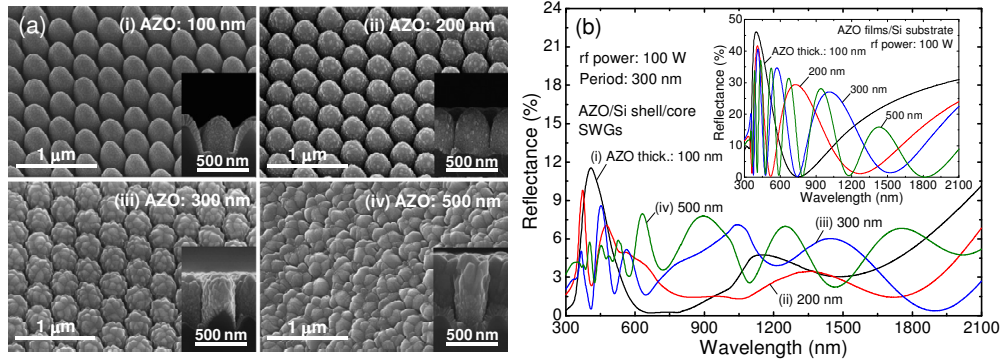 (a)
(i) AZO: 100 nm
1 μm
500 nm
(ii) AZO: 200 nm
1 μm
500 nm
(iii) AZO: 300 nm
1 μm
500 nm
(iv) AZO: 500 nm
1 μm
500 nm
(b)
24
21
18
15
12
9
6
3
0
Reflectance (%)
300 600 900 1200 1500 1800 2100
Wavelength (nm)
rf power: 100 W
Period: 300 nm
AZO/Si shell/core
SWGs
(i) AZO thick.: 100 nm
(iv) 500 nm
(iii) 300 nm
(ii) 200 nm
50
40
30
20
10
0
Reflectance (%)
300 600 900 1200 1500 1800 2100
Wavelength (nm)
AZO films/Si substrate
rf power: 100 W
AZO thick.: 100 nm
200 nm
300 nm
500 nm